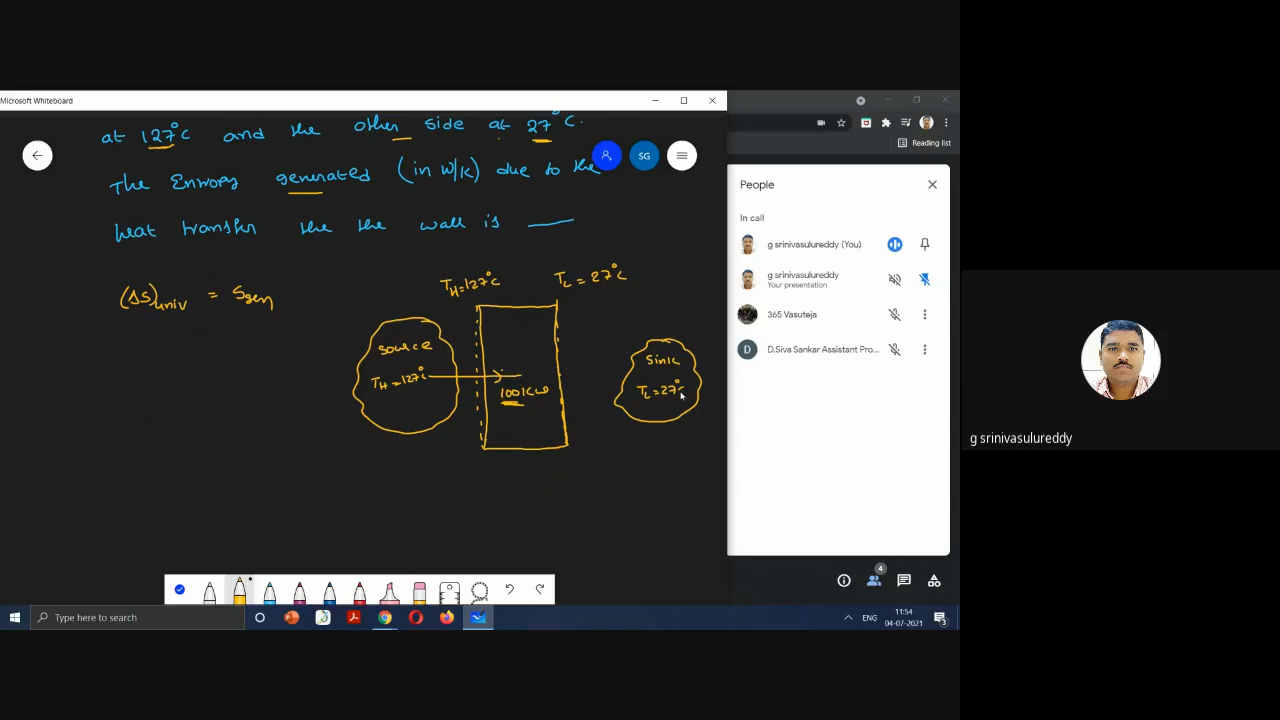 Microsoft Whiteboard
at 127°c and the other side at 27°c.
The Enrropy generated (in W/K) due to the
heat transfer the the wall is
(ΔS)univ = Sgen
TH=127°c
TL = 27°c
source
TH=127°c
100KW
Sink
TL=27°c
SG
Reading list
People
In call
g srinivasulureddy (You)
g srinivasulureddy
Your presentation
365 Vasuteja
D.Siva Sankar Assistant Pro...
D
4
g srinivasulureddy
Type here to search
ENG
11:54
04-07-2021
3